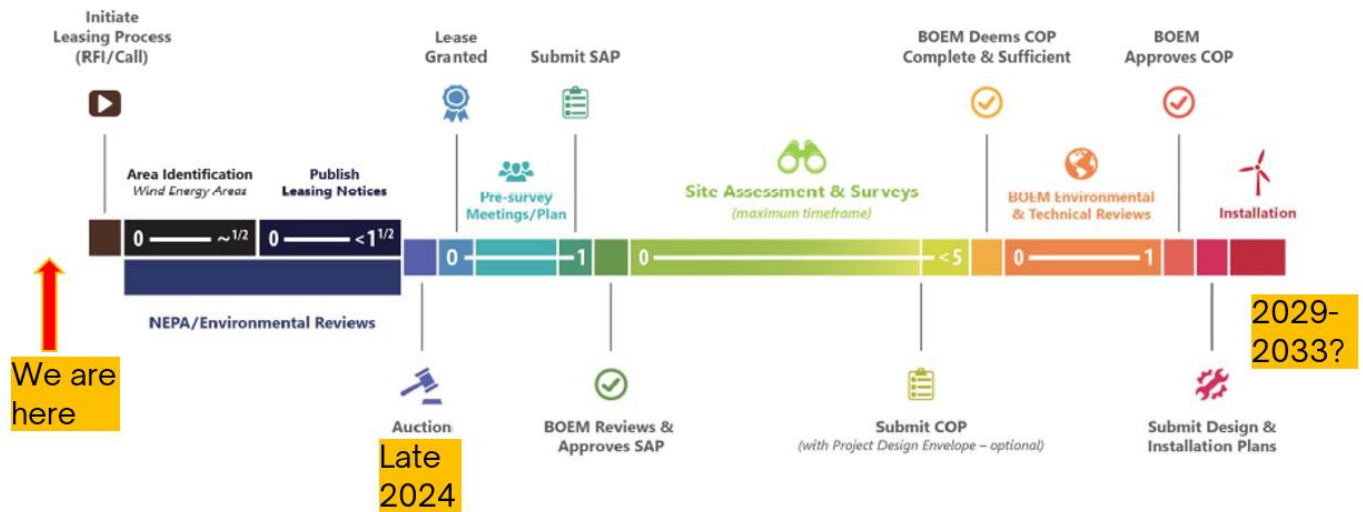 Initiate
Leasing Process
(RFI/Call)
Lease
Granted
Submit SAP
BOEM Deems COP
Complete & Sufficient
BOEM
Approves COP
Area Identification
Wind Energy Areas
Publish
Leasing Notices
Pre-survey
Meetings/Plan
Site Assessment & Surveys
(maximum timeframe)
BOEM Environmental
& Technical Reviews
Installation
0 ~1/2
0 <1 1/2
0 1
0 <5
0 1
NEPA/Environmental Reviews
We are
here
Auction
Late
2024
BOEM Reviews &
Approves SAP
Submit COP
(with Project Design Envelope – optional)
Submit Design &
Installation Plans
2029-
2033?